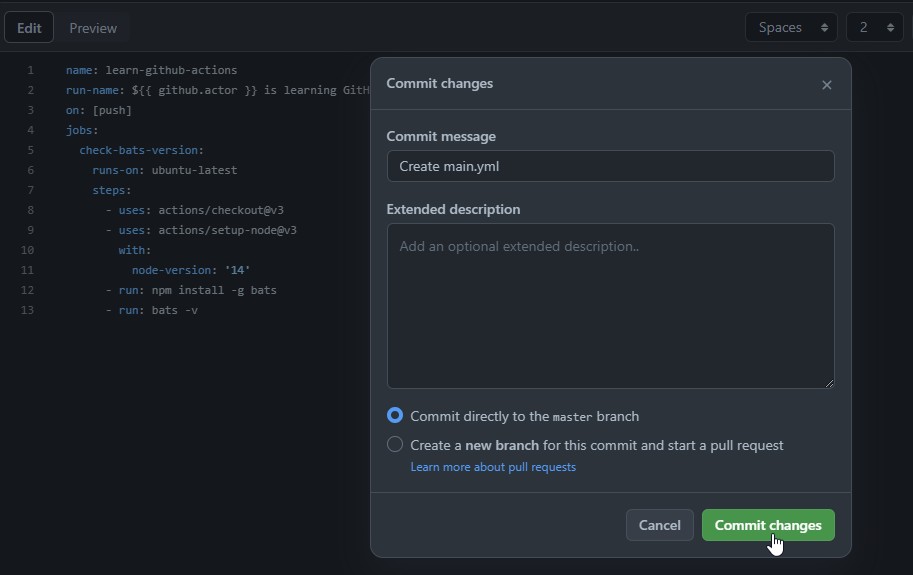 Edit Preview Spaces 2
1 name: learn-github-actions
2 run-name: ${{ github.actor }} is learning GitH
3 on: [push]
4 jobs:
5 check-bats-version:
6 runs-on: ubuntu-latest
7 steps:
8 - uses: actions/checkout@v3
9 - uses: actions/setup-node@v3
10 with:
11 node-version: '14'
12 - run: npm install -g bats
13 - run: bats -v
Commit changes
Commit message
Create main.yml
Extended description
Add an optional extended description..
Commit directly to the master branch
Create a new branch for this commit and start a pull request
Learn more about pull requests
Cancel Commit changes